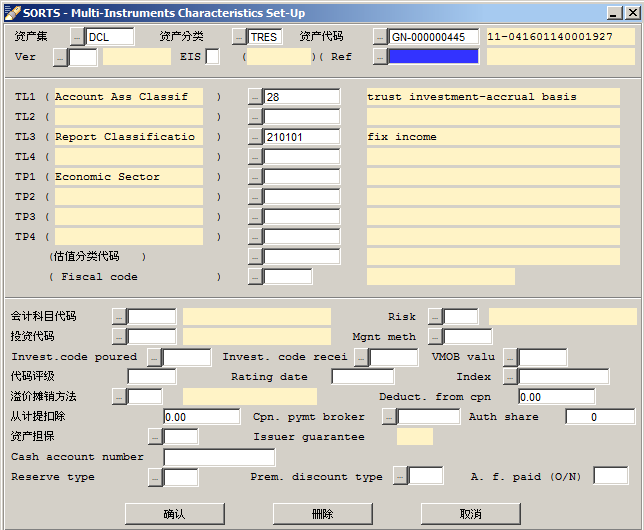 SORTS - Multi-Instruments Characteristics Set-Up
资产集 DCL 资产分类 TRES 资产代码 GN-000000445 11-041601140001927
Ver EIS ( )( Ref
TL1 ( Account Ass Classif ) 28 trust investment-accrual basis
TL2 ( )
TL3 ( Report Classificatio ) 210101 fix income
TL4 ( )
TP1 ( Economic Sector )
TP2 ( )
TP3 ( )
TP4 ( )
(估值分类代码 )
( Fiscal code )
会计科目代码 Risk
投资代码 Mgnt meth
Invest.code poured Invest. code recei VMOB valu
代码评级 Rating date Index
溢价摊销方法 Deduct. from cpn 0.00
从计提扣除 0.00 Cpn. pymt broker Auth share 0
资产担保 Issuer guarantee
Cash account number
Reserve type Prem. discount type A. f. paid (O/N)
确认 删除 取消